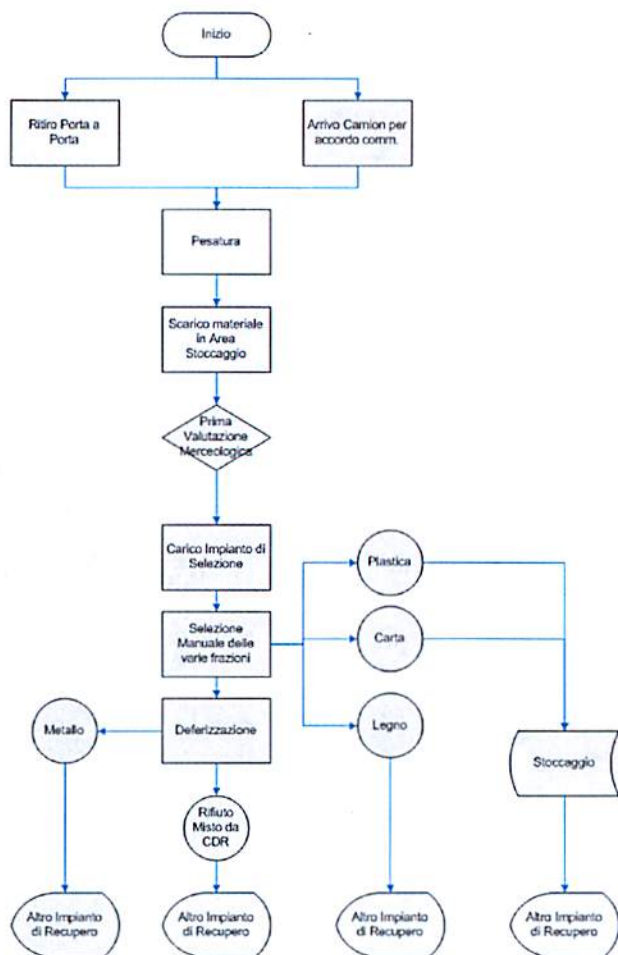 Inizio
Ritiro Porta a
Porta
Arrivo Camion per
accordo comm.
Pesatura
Scarico materiale
in Area
Stoccaggio
Prima
Valutazione
Merceologica
Carico Impianto di
Selezione
Plastica
Selezione
Manuale delle
varie frazioni
Carta
Metallo
Deferizzazione
Legno
Stoccaggio
Rifiuto
Misto da
CDR
Altro Impianto
di Recupero
Altro Impianto
di Recupero
Altro Impianto
di Recupero
Altro Impianto
di Recupero